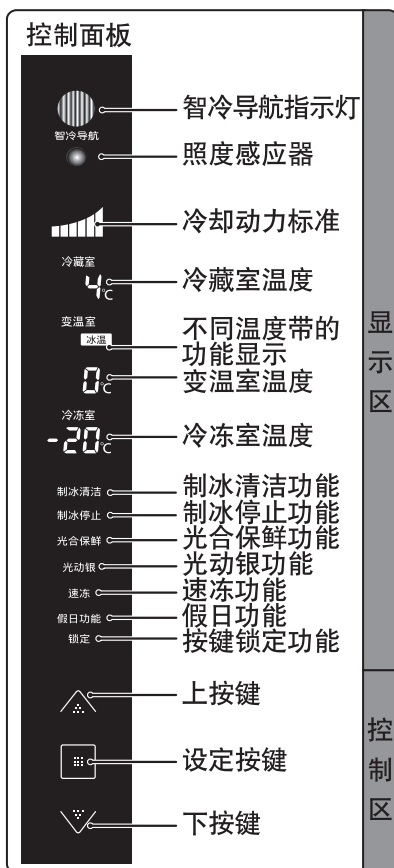 控制面板
智冷导航
智冷导航指示灯
照度感应器
冷却动力标准
冷藏室
4℃
冷藏室温度
变温室
冰温
不同温度带的
功能显示
0℃
变温室温度
冷冻室
-20℃
冷冻室温度
制冰清洁
制冰清洁功能
制冰停止
制冰停止功能
光合保鲜
光合保鲜功能
光动银
光动银功能
速冻
速冻功能
假日功能
假日功能
锁定
按键锁定功能
上按键
设定按键
下按键
显示区
控制区